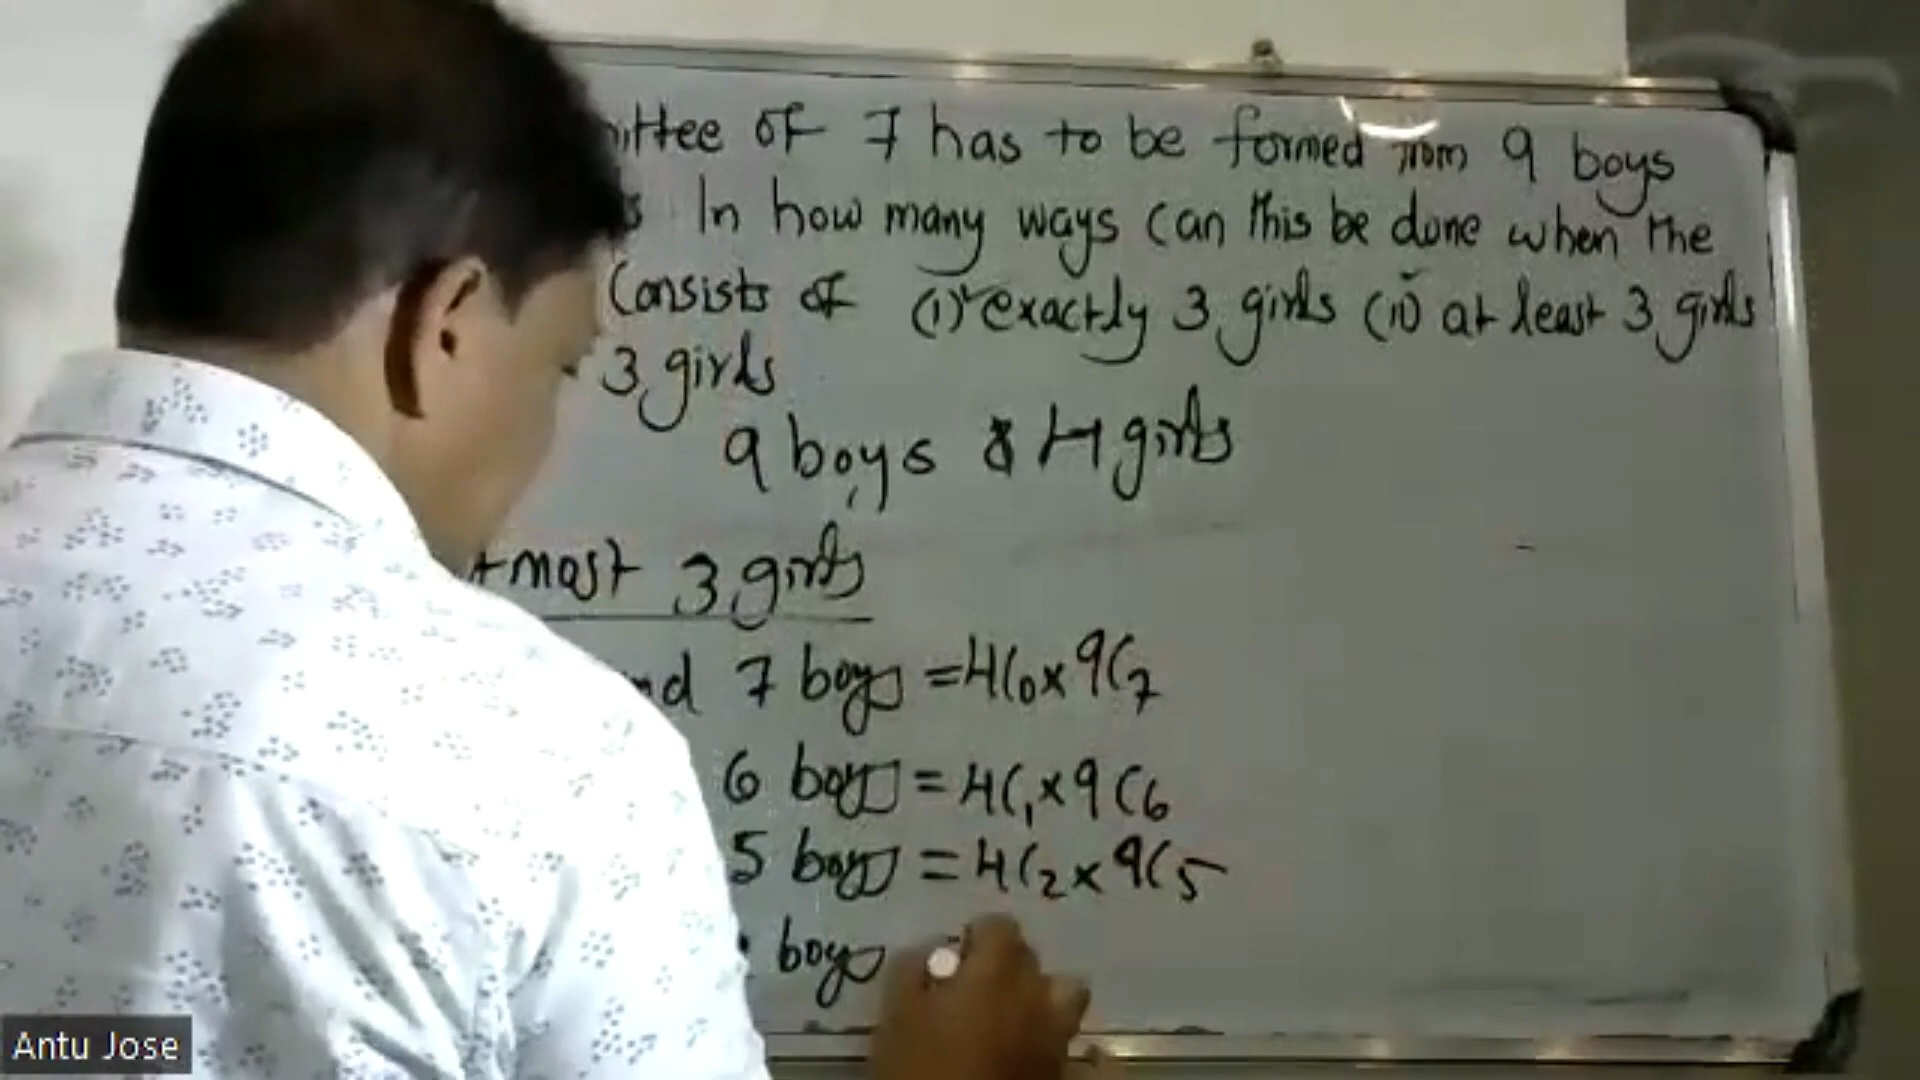 mittee of 7 has to be formed from 9 boys
s In how many ways can this be done when the
consists of (i) exactly 3 girls (ii) at least 3 girls
3 girls
9 boys & 4 girls
tmost 3 girls
nd 7 boys = 4C0 x 9C7
6 boys = 4C1 x 9C6
5 boys = 4C2 x 9C5
boys
Antu Jose